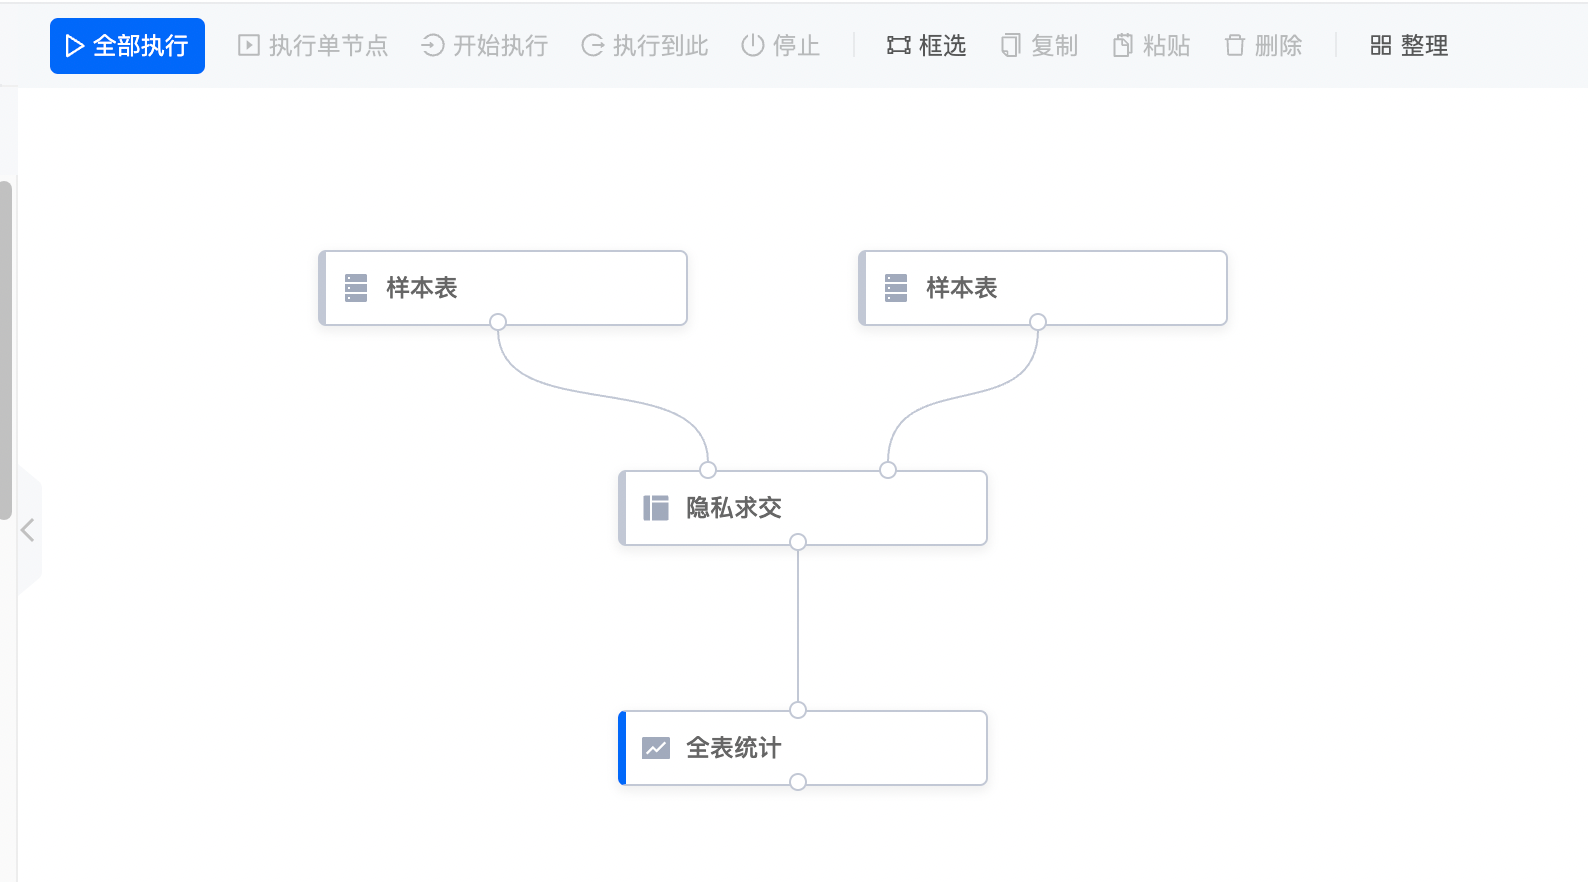 全部执行 执行单节点 开始执行 执行到此 停止 框选 复制 粘贴 删除 整理
样本表 样本表
隐私求交
全表统计